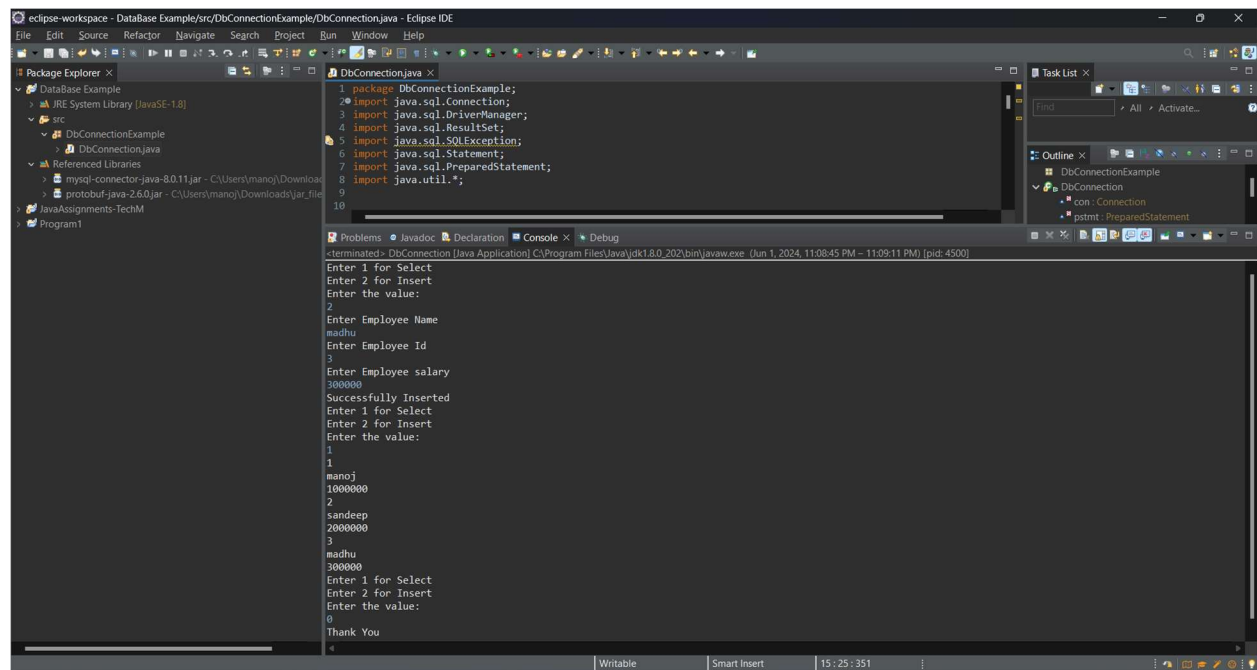 eclipse-workspace - DataBase Example/src/DbConnectionExample/DbConnection.java - Eclipse IDE
File Edit Source Refactor Navigate Search Project Run Window Help
Package Explorer
DataBase Example
JRE System Library [JavaSE-1.8]
src
DbConnectionExample
DbConnection.java
Referenced Libraries
mysql-connector-java-8.0.11.jar - C:\Users\manoj\Download
protobuf-java-2.6.0.jar - C:\Users\manoj\Downloads\jar_file
JavaAssignments-TechM
Program1
DbConnection.java
1 package DbConnectionExample;
2 import java.sql.Connection;
3 import java.sql.DriverManager;
4 import java.sql.ResultSet;
5 import java.sql.SQLException;
6 import java.sql.Statement;
7 import java.sql.PreparedStatement;
8 import java.util.*;
9
10
Task List
Find All Activate...
Outline
DbConnectionExample
DbConnection
con : Connection
pstmt : PreparedStatement
Problems Javadoc Declaration Console Debug
<terminated> DbConnection [Java Application] C:\Program Files\Java\jdk1.8.0_202\bin\javaw.exe (Jun 1, 2024, 11:08:45 PM – 11:09:11 PM) [pid: 4500]
Enter 1 for Select
Enter 2 for Insert
Enter the value:
2
Enter Employee Name
madhu
Enter Employee Id
3
Enter Employee salary
300000
Successfully Inserted
Enter 1 for Select
Enter 2 for Insert
Enter the value:
1
1
manoj
1000000
2
sandeep
2000000
3
madhu
300000
Enter 1 for Select
Enter 2 for Insert
Enter the value:
0
Thank You
Writable Smart Insert 15 : 25 : 351